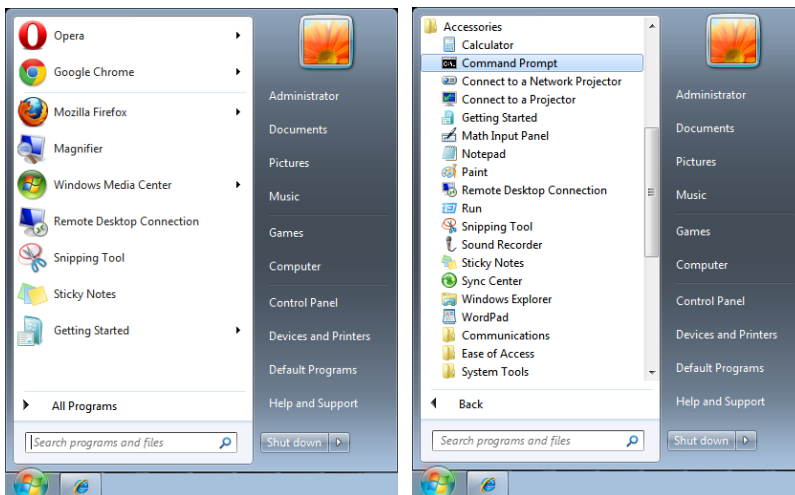 Opera
Google Chrome
Mozilla Firefox
Magnifier
Windows Media Center
Remote Desktop Connection
Snipping Tool
Sticky Notes
Getting Started
All Programs
Search programs and files
Administrator
Documents
Pictures
Music
Games
Computer
Control Panel
Devices and Printers
Default Programs
Help and Support
Shut down
Accessories
Calculator
Command Prompt
Connect to a Network Projector
Connect to a Projector
Getting Started
Math Input Panel
Notepad
Paint
Remote Desktop Connection
Run
Snipping Tool
Sound Recorder
Sticky Notes
Sync Center
Windows Explorer
WordPad
Communications
Ease of Access
System Tools
Back
Search programs and files
Administrator
Documents
Pictures
Music
Games
Computer
Control Panel
Devices and Printers
Default Programs
Help and Support
Shut down